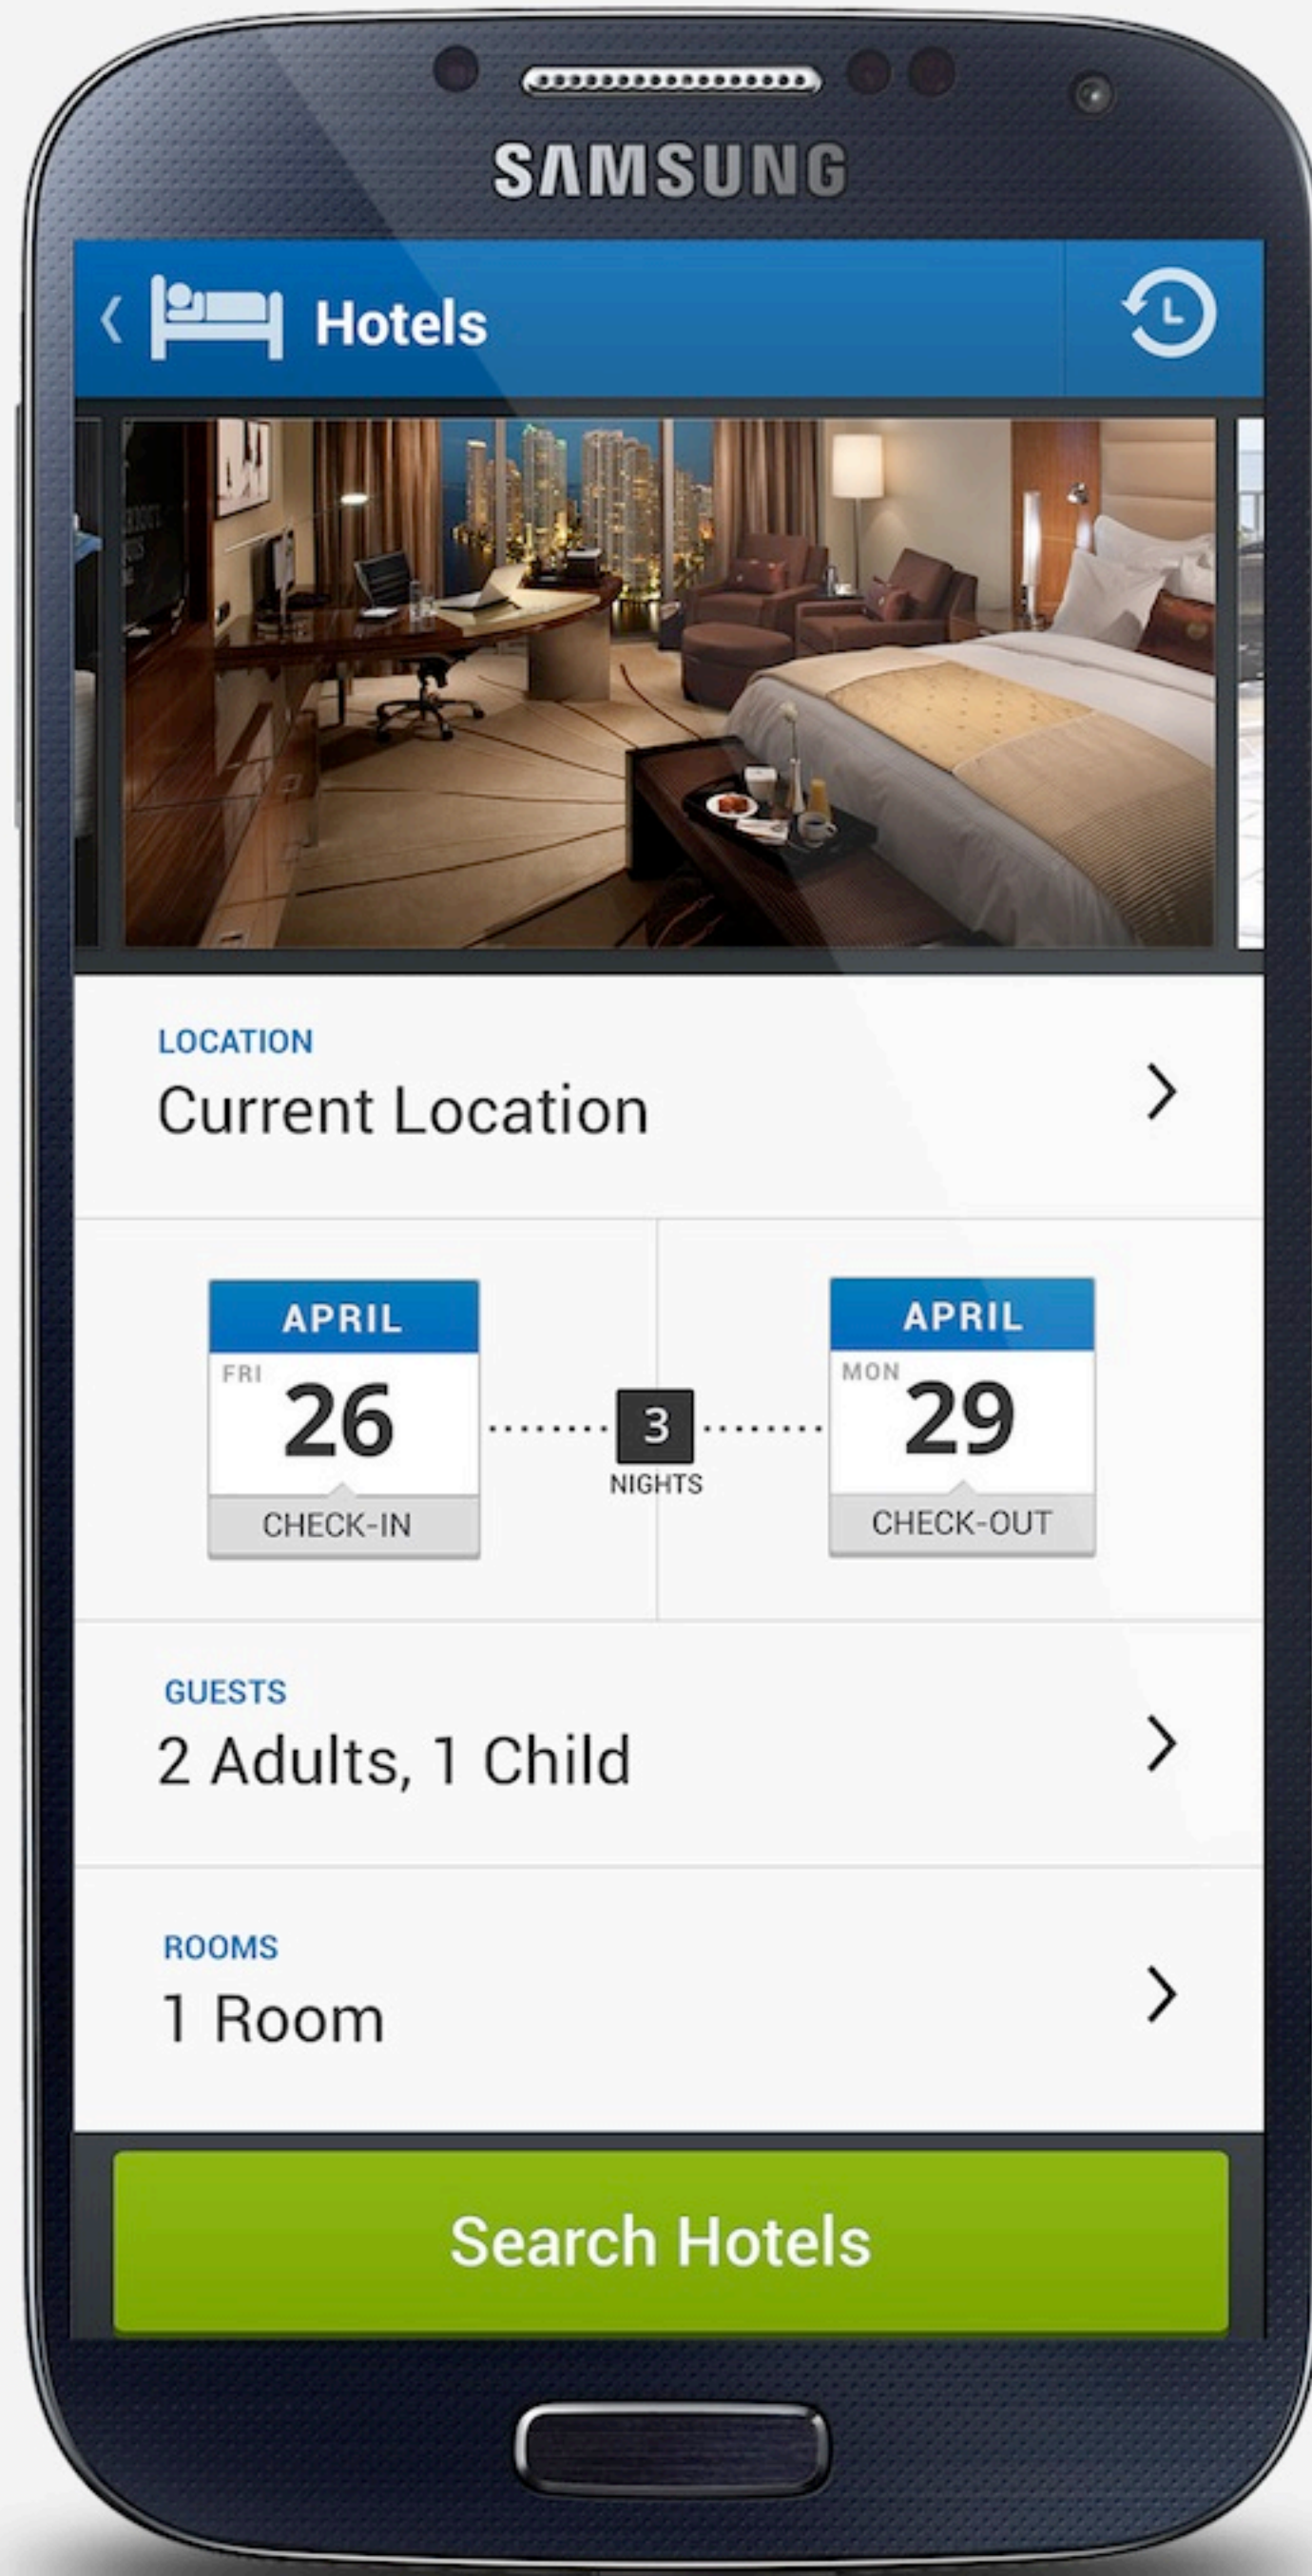 SAMSUNG
Hotels
LOCATION
Current Location
APRIL
FRI
26
CHECK-IN
3
NIGHTS
APRIL
MON
29
CHECK-OUT
GUESTS
2 Adults, 1 Child
ROOMS
1 Room
Search Hotels